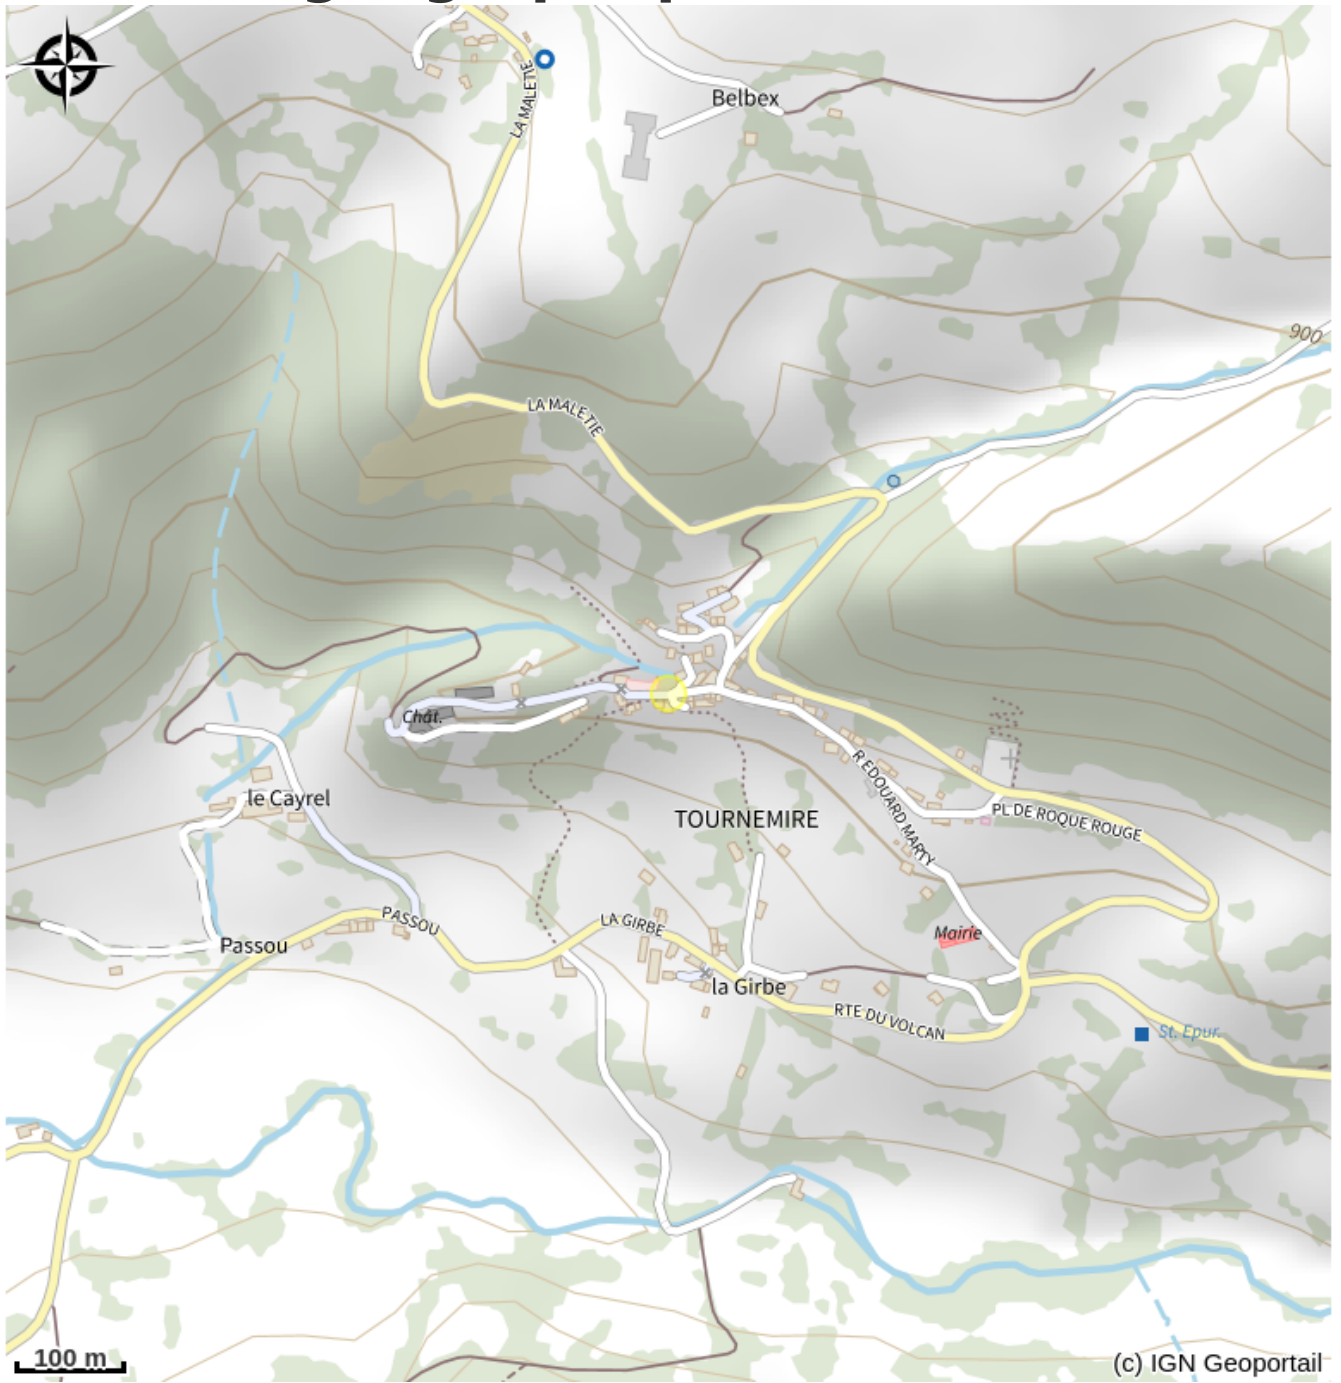 LA MALETIE
Belbex
900
LA MALETIE
Chât.
le Cayrel
TOURNEMIRE
R EDOUARD MARTY
PL DE ROQUE ROUGE
PASSOU
LA GIRBE
Mairie
Passou
la Girbe
RTE DU VOLCAN
St. Epur.
100 m
(c) IGN Geoportail